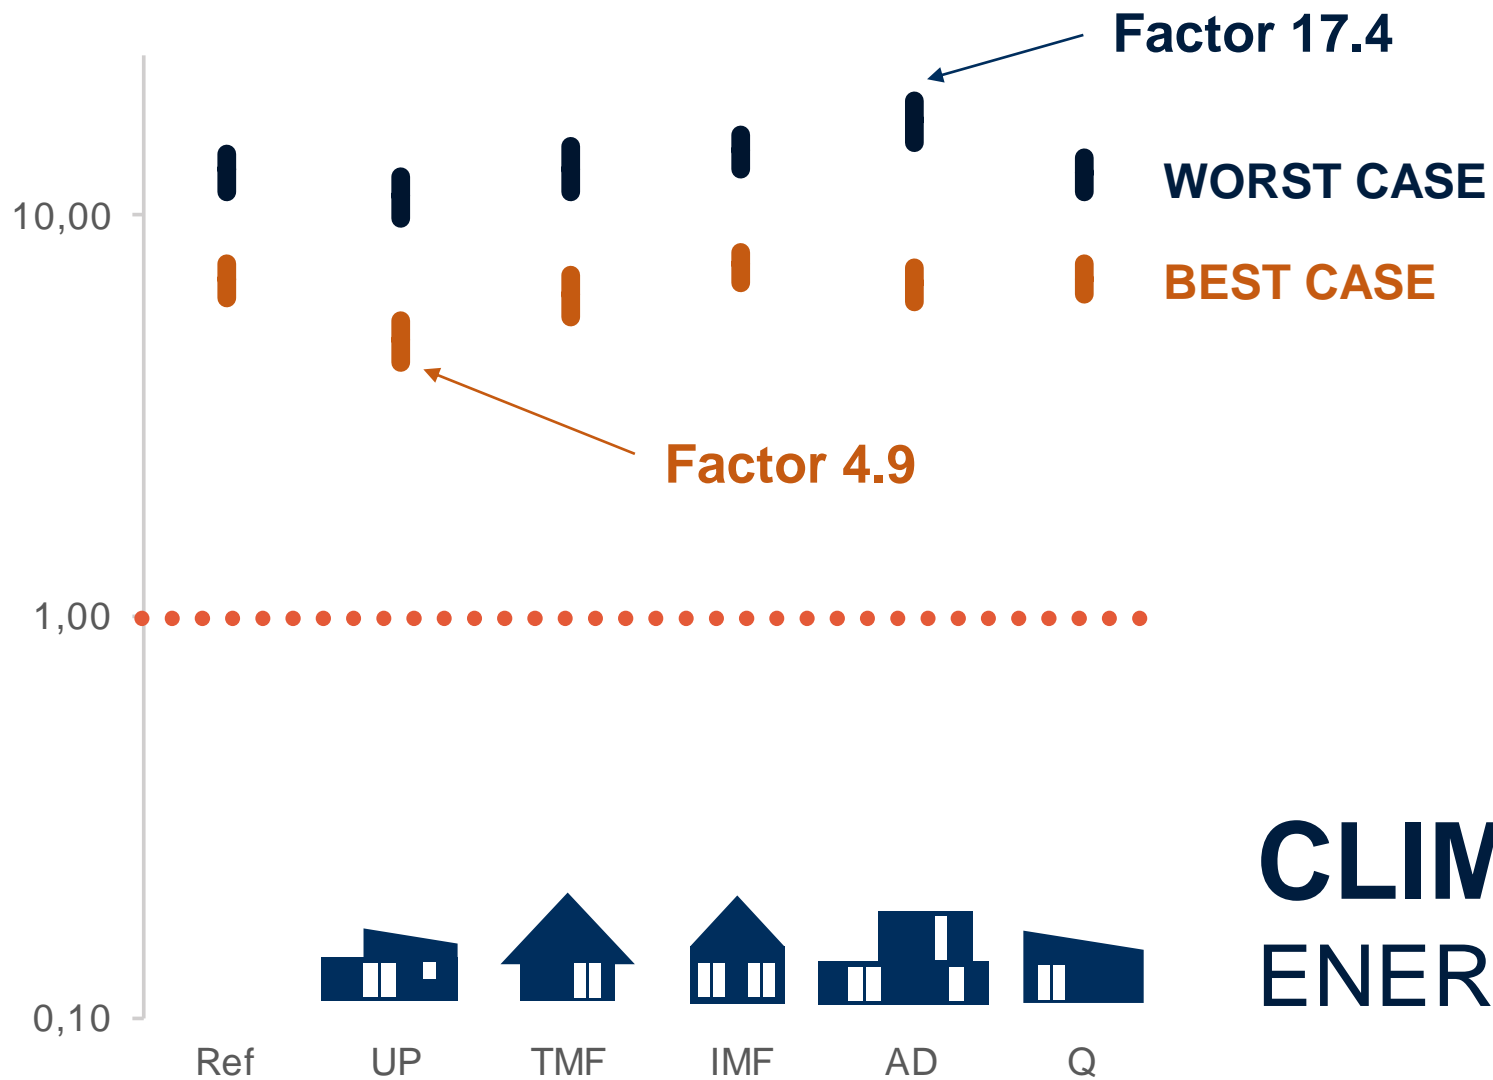 Factor 17.4
WORST CASE
10,00
BEST CASE
Factor 4.9
1,00
CLIM
ENER
0,10
Ref UP TMF IMF AD Q